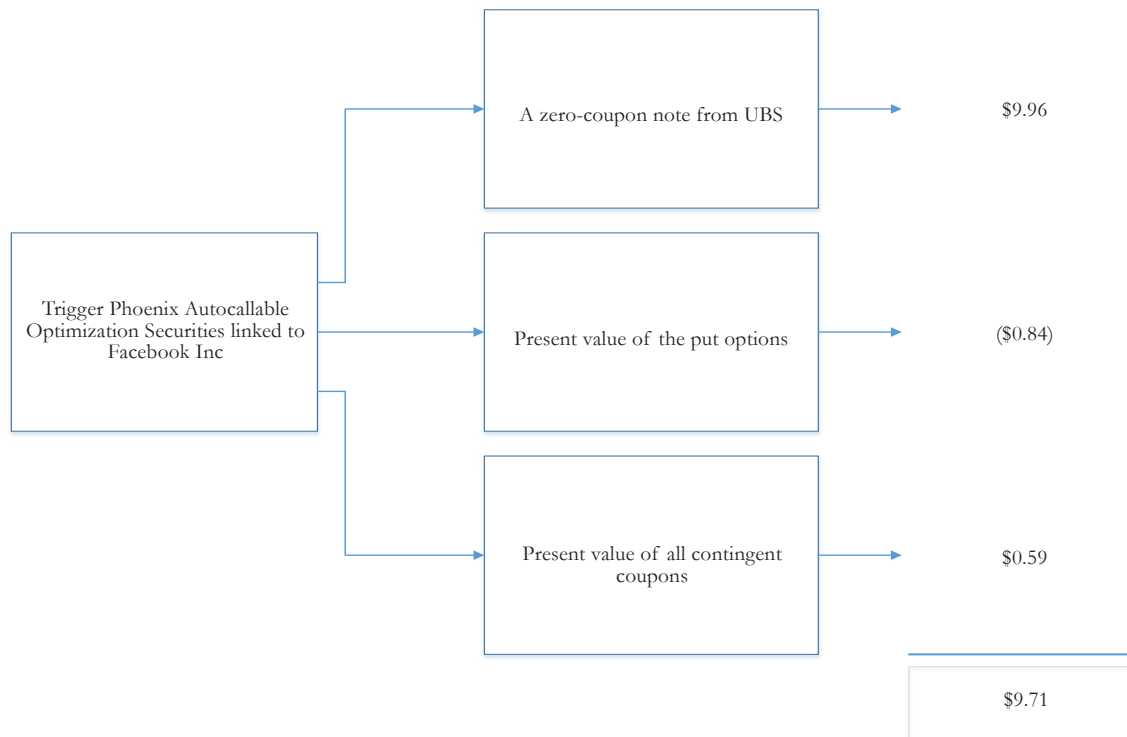 A zero-coupon note from UBS
$9.96
Trigger Phoenix Autocallable
Optimization Securities linked to
Facebook Inc
Present value of the put options
($0.84)
Present value of all contingent
coupons
$0.59
$9.71